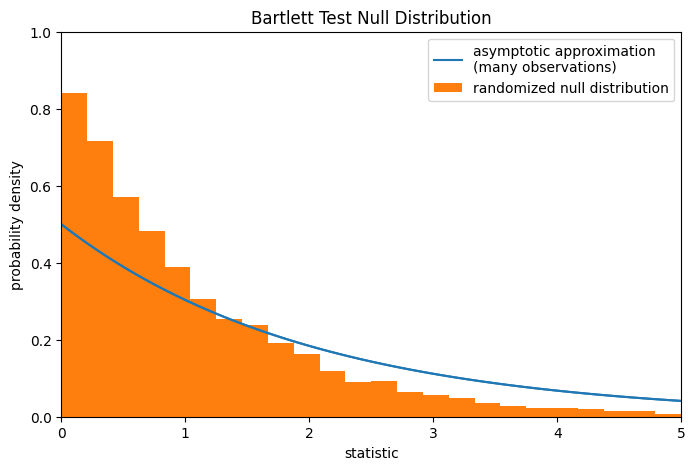 Bartlett Test Null Distribution
1.0
0.8
0.6
0.4
0.2
0.0
probability density
asymptotic approximation
(many observations)
randomized null distribution
0 1 2 3 4 5
statistic